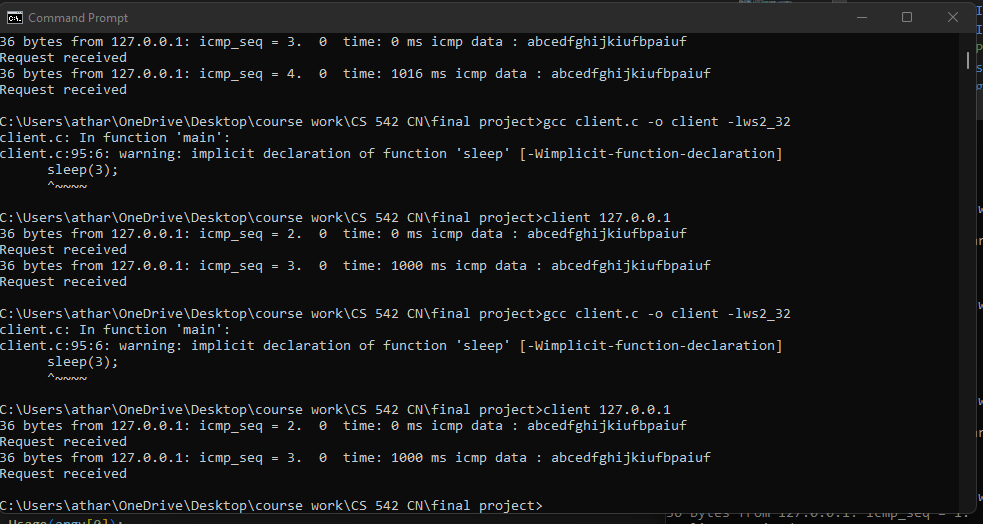 Command Prompt
36 bytes from 127.0.0.1: icmp_seq = 3.  0  time: 0 ms icmp data : abcedfghijkiufbpaiuf
Request received
36 bytes from 127.0.0.1: icmp_seq = 4.  0  time: 1016 ms icmp data : abcedfghijkiufbpaiuf
Request received
C:\Users\athar\OneDrive\Desktop\course work\CS 542 CN\final project>gcc client.c -o client -lws2_32
client.c: In function 'main':
client.c:95:6: warning: implicit declaration of function 'sleep' [-Wimplicit-function-declaration]
      sleep(3);
      ^~~~~
C:\Users\athar\OneDrive\Desktop\course work\CS 542 CN\final project>client 127.0.0.1
36 bytes from 127.0.0.1: icmp_seq = 2.  0  time: 0 ms icmp data : abcedfghijkiufbpaiuf
Request received
36 bytes from 127.0.0.1: icmp_seq = 3.  0  time: 1000 ms icmp data : abcedfghijkiufbpaiuf
Request received
C:\Users\athar\OneDrive\Desktop\course work\CS 542 CN\final project>gcc client.c -o client -lws2_32
client.c: In function 'main':
client.c:95:6: warning: implicit declaration of function 'sleep' [-Wimplicit-function-declaration]
      sleep(3);
      ^~~~~
C:\Users\athar\OneDrive\Desktop\course work\CS 542 CN\final project>client 127.0.0.1
36 bytes from 127.0.0.1: icmp_seq = 2.  0  time: 0 ms icmp data : abcedfghijkiufbpaiuf
Request received
36 bytes from 127.0.0.1: icmp_seq = 3.  0  time: 1000 ms icmp data : abcedfghijkiufbpaiuf
Request received
C:\Users\athar\OneDrive\Desktop\course work\CS 542 CN\final project>
36 bytes from 127.0.0.1: icmp_seq = 1.
Usage(argv[0]);